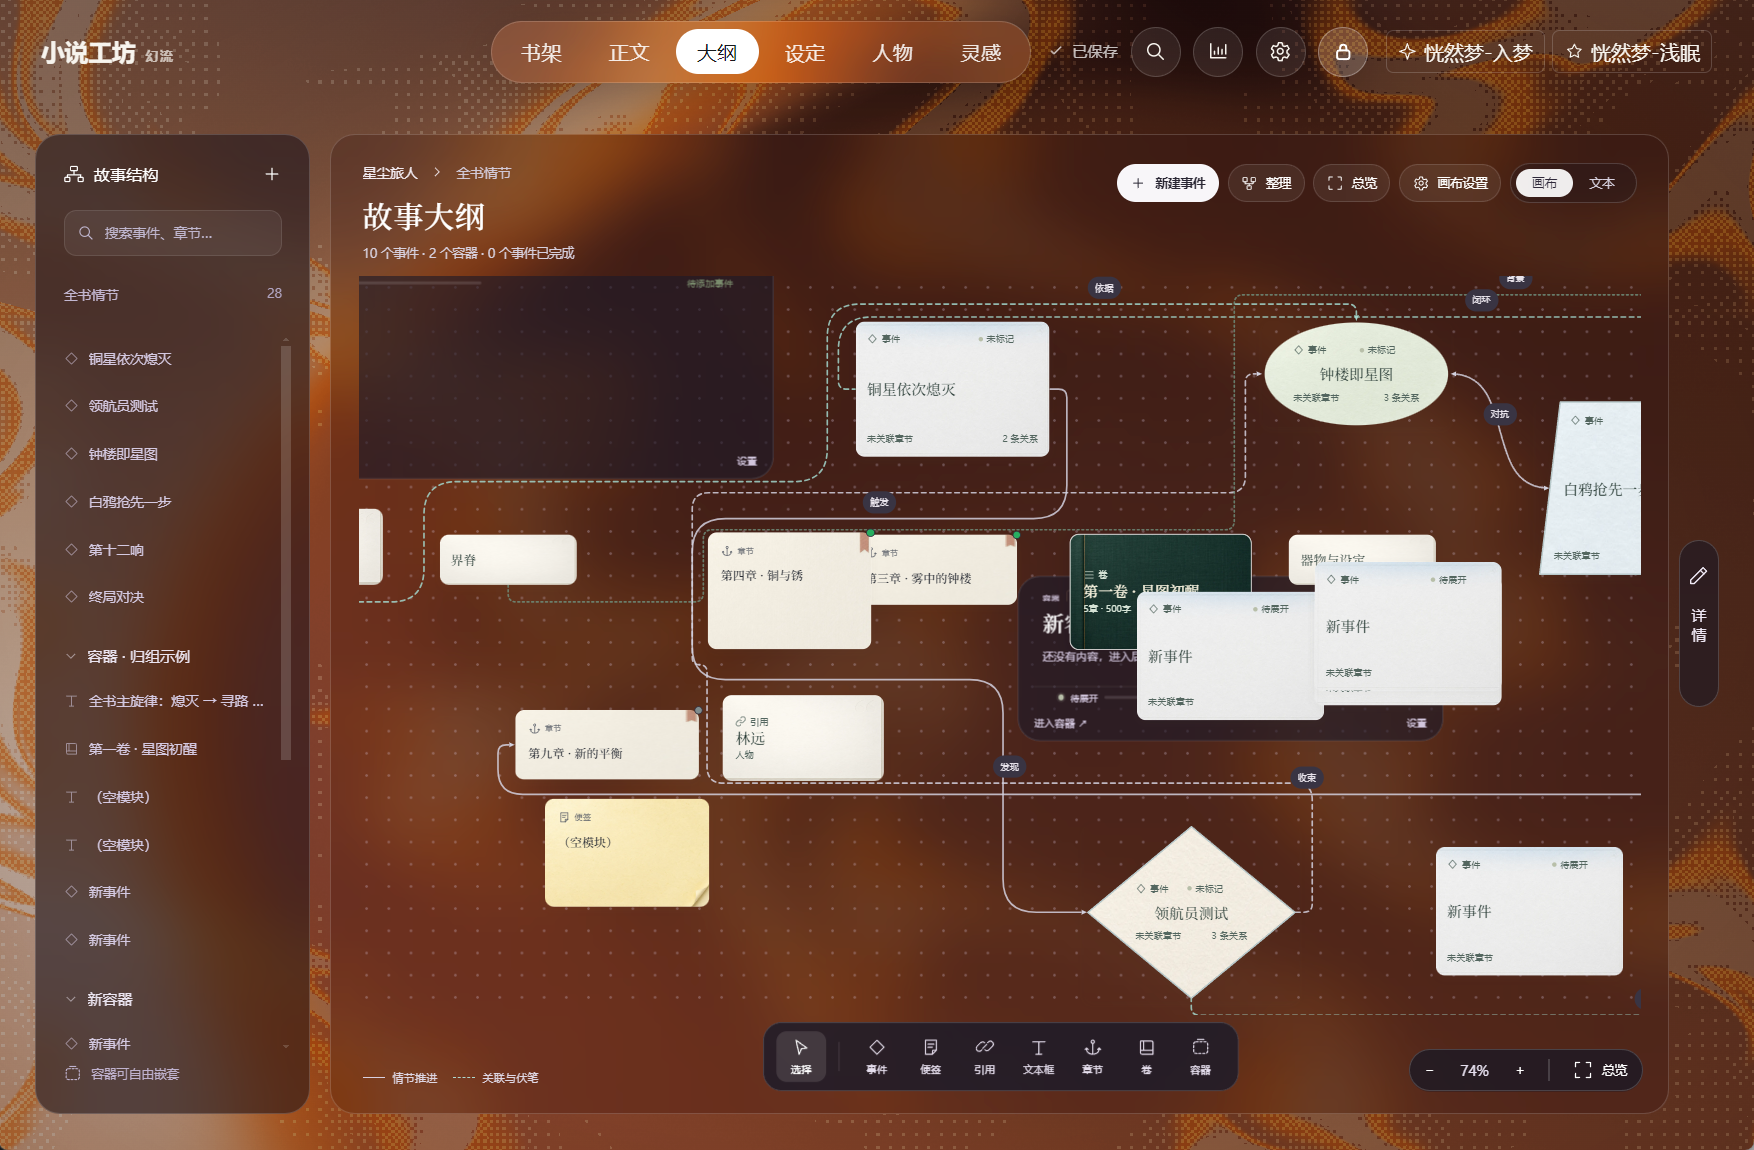 小说工坊 幻流
书架 正文 大纲 设定 人物 灵感
已保存
恍然梦-入梦
恍然梦-浅眠
故事结构
搜索事件、章节...
全书情节 28
铜星依次熄灭
领航员测试
钟楼即星图
白鸦抢先一步
第十二响
终局对决
容器 · 归组示例
全书主旋律：熄灭 → 寻路 ...
第一卷 · 星图初醒
（空模块）
（空模块）
新事件
新事件
新容器
新事件
容器可自由嵌套
星尘旅人 > 全书情节
故事大纲
10 个事件 · 2 个容器 · 0 个事件已完成
新建事件 整理 总览 画布设置 画布 文本
待添加事件
设置
依据
背景
闭环
事件 未标记
铜星依次熄灭
未关联章节 2 条关系
事件 未标记
钟楼即星图
未关联章节 3 条关系
对抗
事件
白鸦抢先一步
未关联章节
触发
界脊
章节
第四章 · 铜与锈
章节
第三章 · 雾中的钟楼
卷
第一卷 · 星图初醒
5章 · 500字
器物与设定
容器
还没有内容，进入
待展开
进入容器 ↗
设置
事件 待展开
新事件
未关联章节
事件 待展开
新事件
未关联章节
章节
第九章 · 新的平衡
引用
林远
人物
便签
（空模块）
发现
收束
事件 未标记
领航员测试
未关联章节 3 条关系
事件 待展开
新事件
未关联章节
详情
情节推进 关联与伏笔
选择 事件 便签 引用 文本框 章节 卷 容器
− 74% + 总览